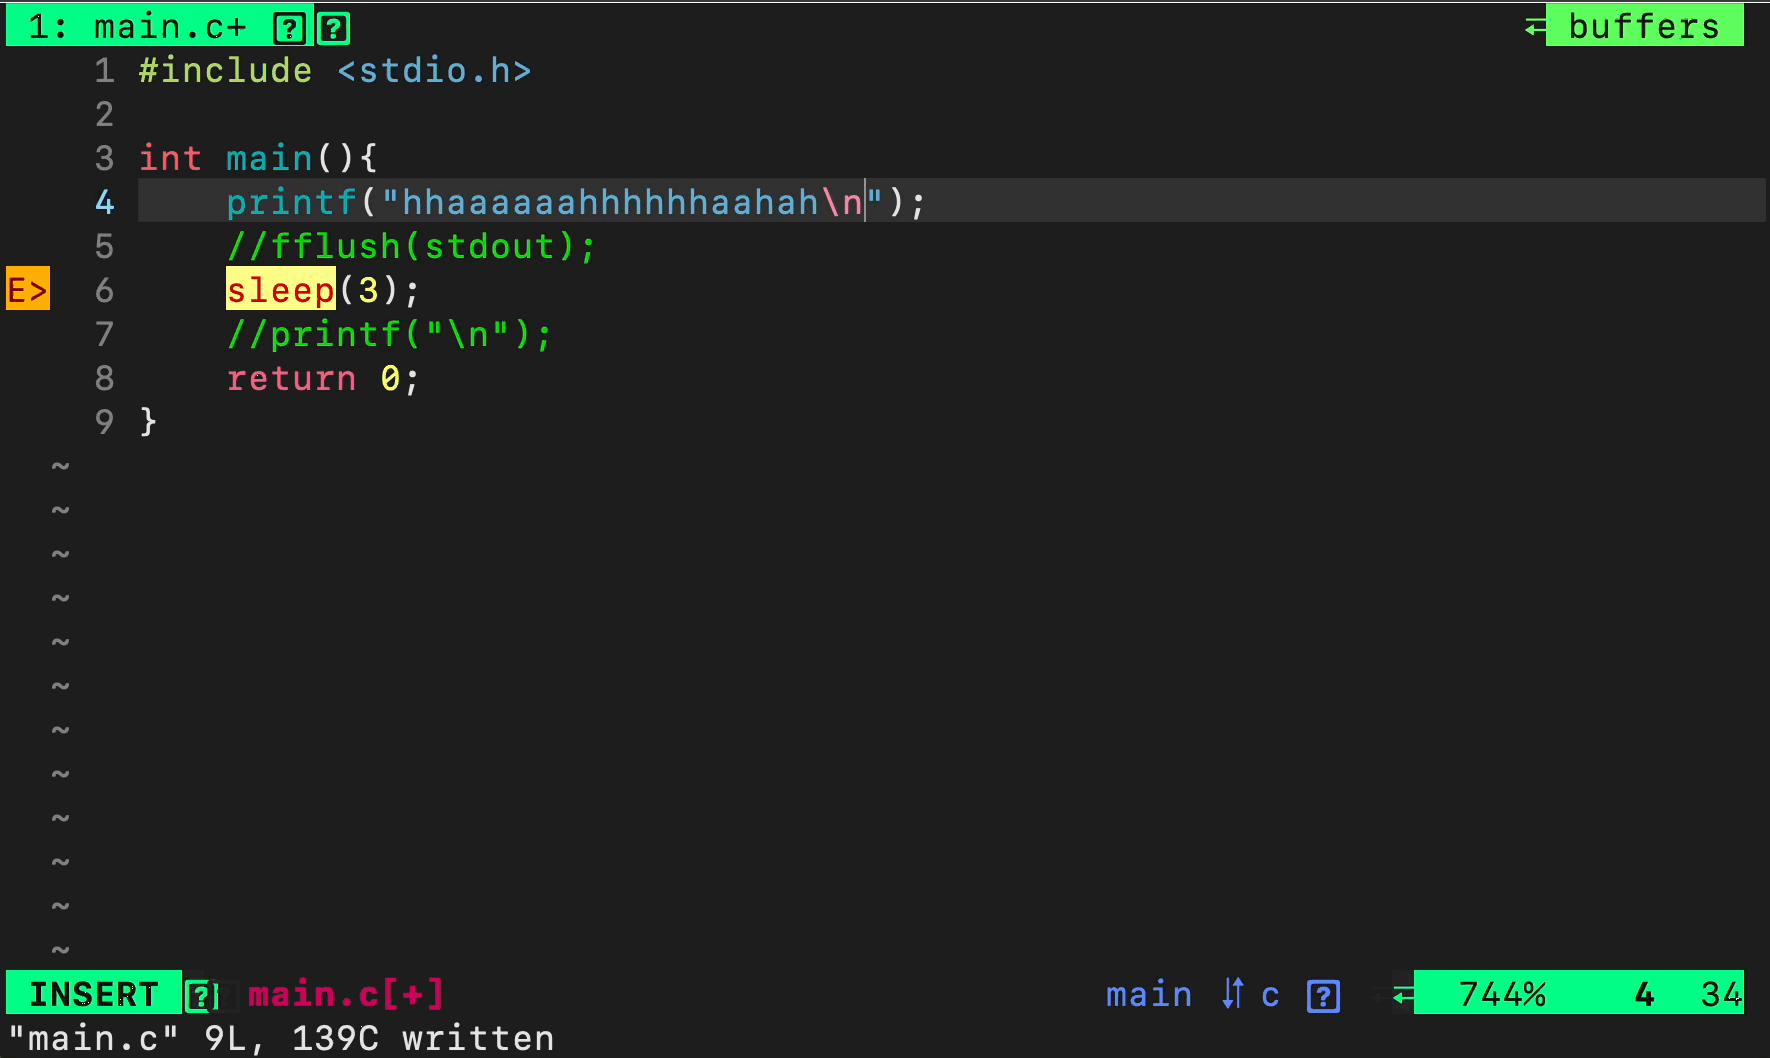 1: main.c+ ? ? buffers
1 #include <stdio.h>
2
3 int main(){
4     printf("hhaaaaaahhhhhhaahah\n");
5     //fflush(stdout);
E> 6     sleep(3);
7     //printf("\n");
8     return 0;
9 }
~
~
~
~
~
~
~
~
~
~
~
~
INSERT ? main.c[+] main c ? 744% 4 34
"main.c" 9L, 139C written